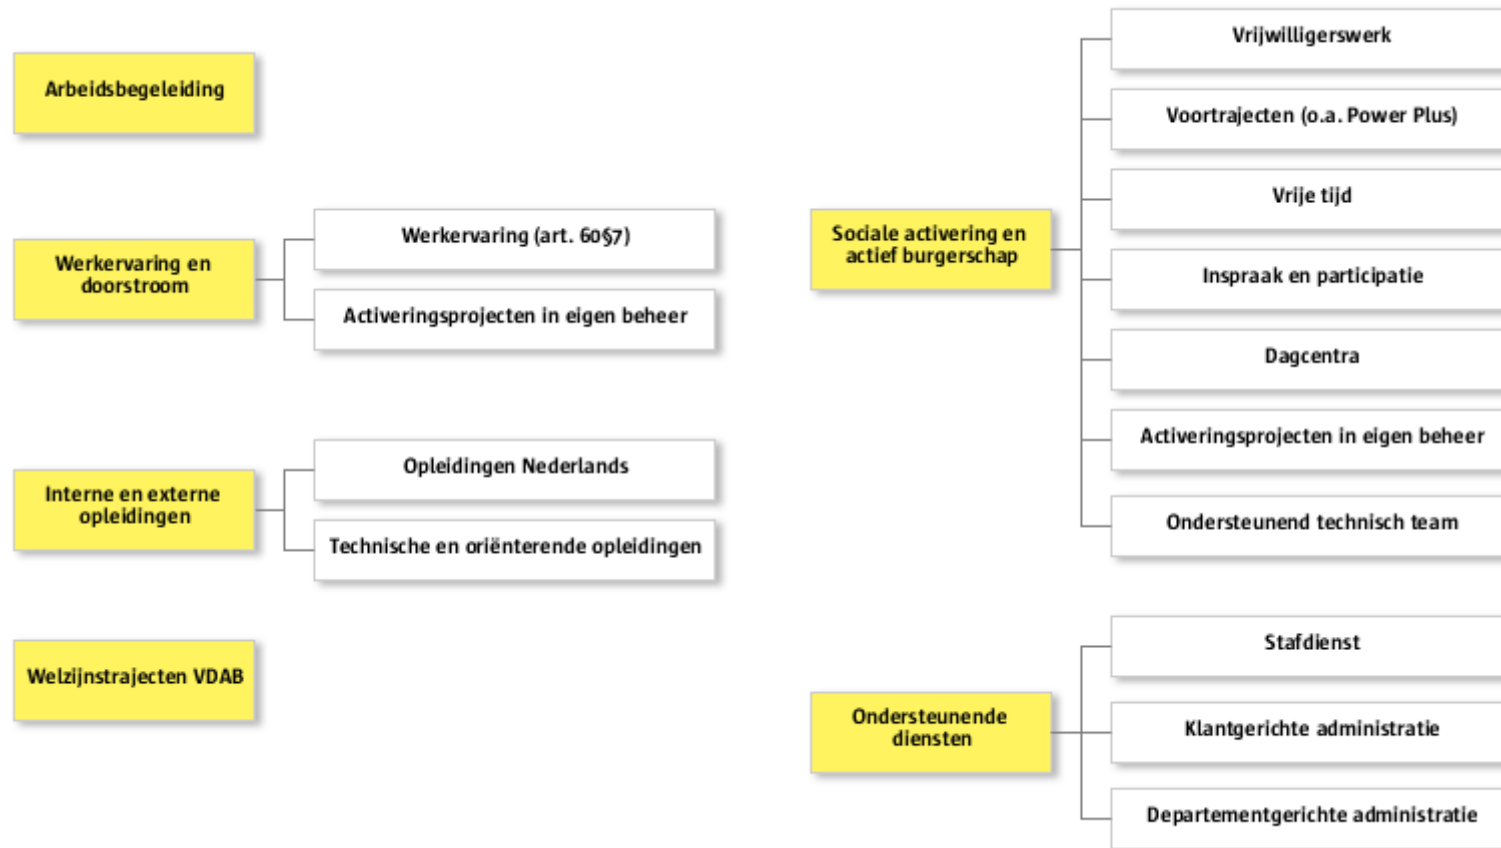 Arbeidsbegeleiding
Werkervaring en
doorstroom
Werkervaring (art. 60§7)
Activeringsprojecten in eigen beheer
Interne en externe
opleidingen
Opleidingen Nederlands
Technische en oriënterende opleidingen
Welzijnstrajecten VDAB
Sociale activering en
actief burgerschap
Vrijwilligerswerk
Voortrajecten (o.a. Power Plus)
Vrije tijd
Inspraak en participatie
Dagcentra
Activeringsprojecten in eigen beheer
Ondersteunend technisch team
Ondersteunende
diensten
Stafdienst
Klantgerichte administratie
Departementgerichte administratie